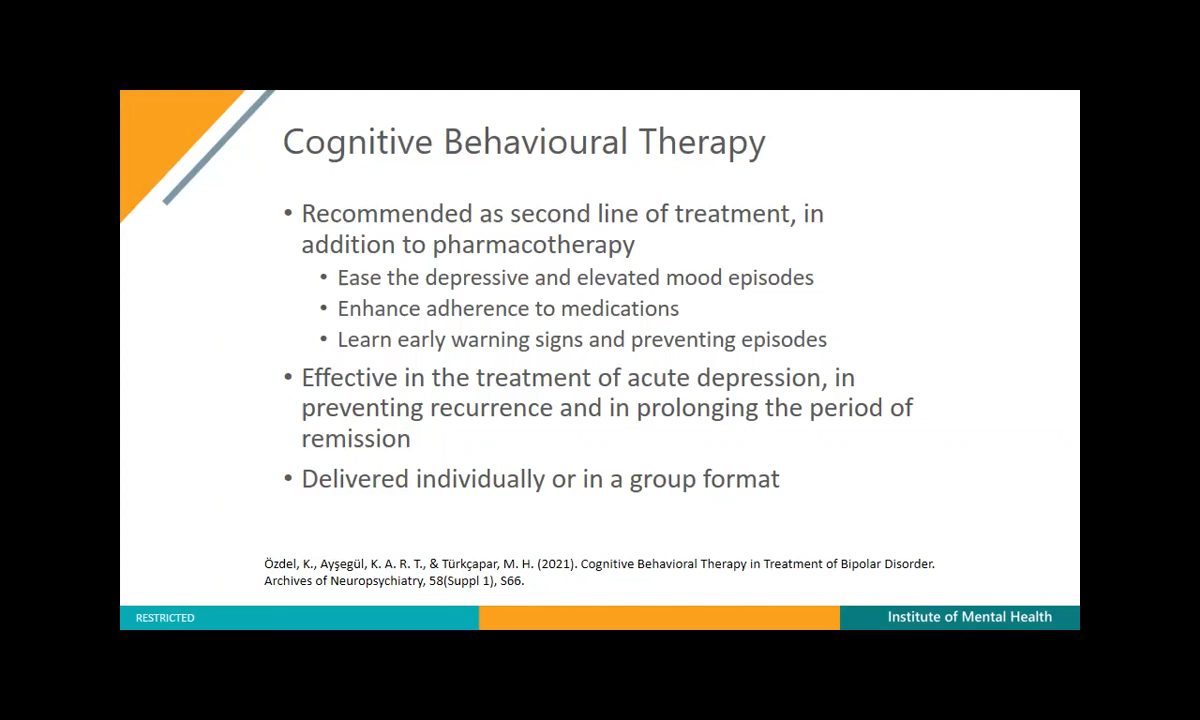 Cognitive Behavioural Therapy
• Recommended as second line of treatment, in
addition to pharmacotherapy
• Ease the depressive and elevated mood episodes
• Enhance adherence to medications
• Learn early warning signs and preventing episodes
• Effective in the treatment of acute depression, in
preventing recurrence and in prolonging the period of
remission
• Delivered individually or in a group format
Özdel, K., Ayşegül, K. A. R. T., & Türkçapar, M. H. (2021). Cognitive Behavioral Therapy in Treatment of Bipolar Disorder.
Archives of Neuropsychiatry, 58(Suppl 1), S66.
RESTRICTED
Institute of Mental Health